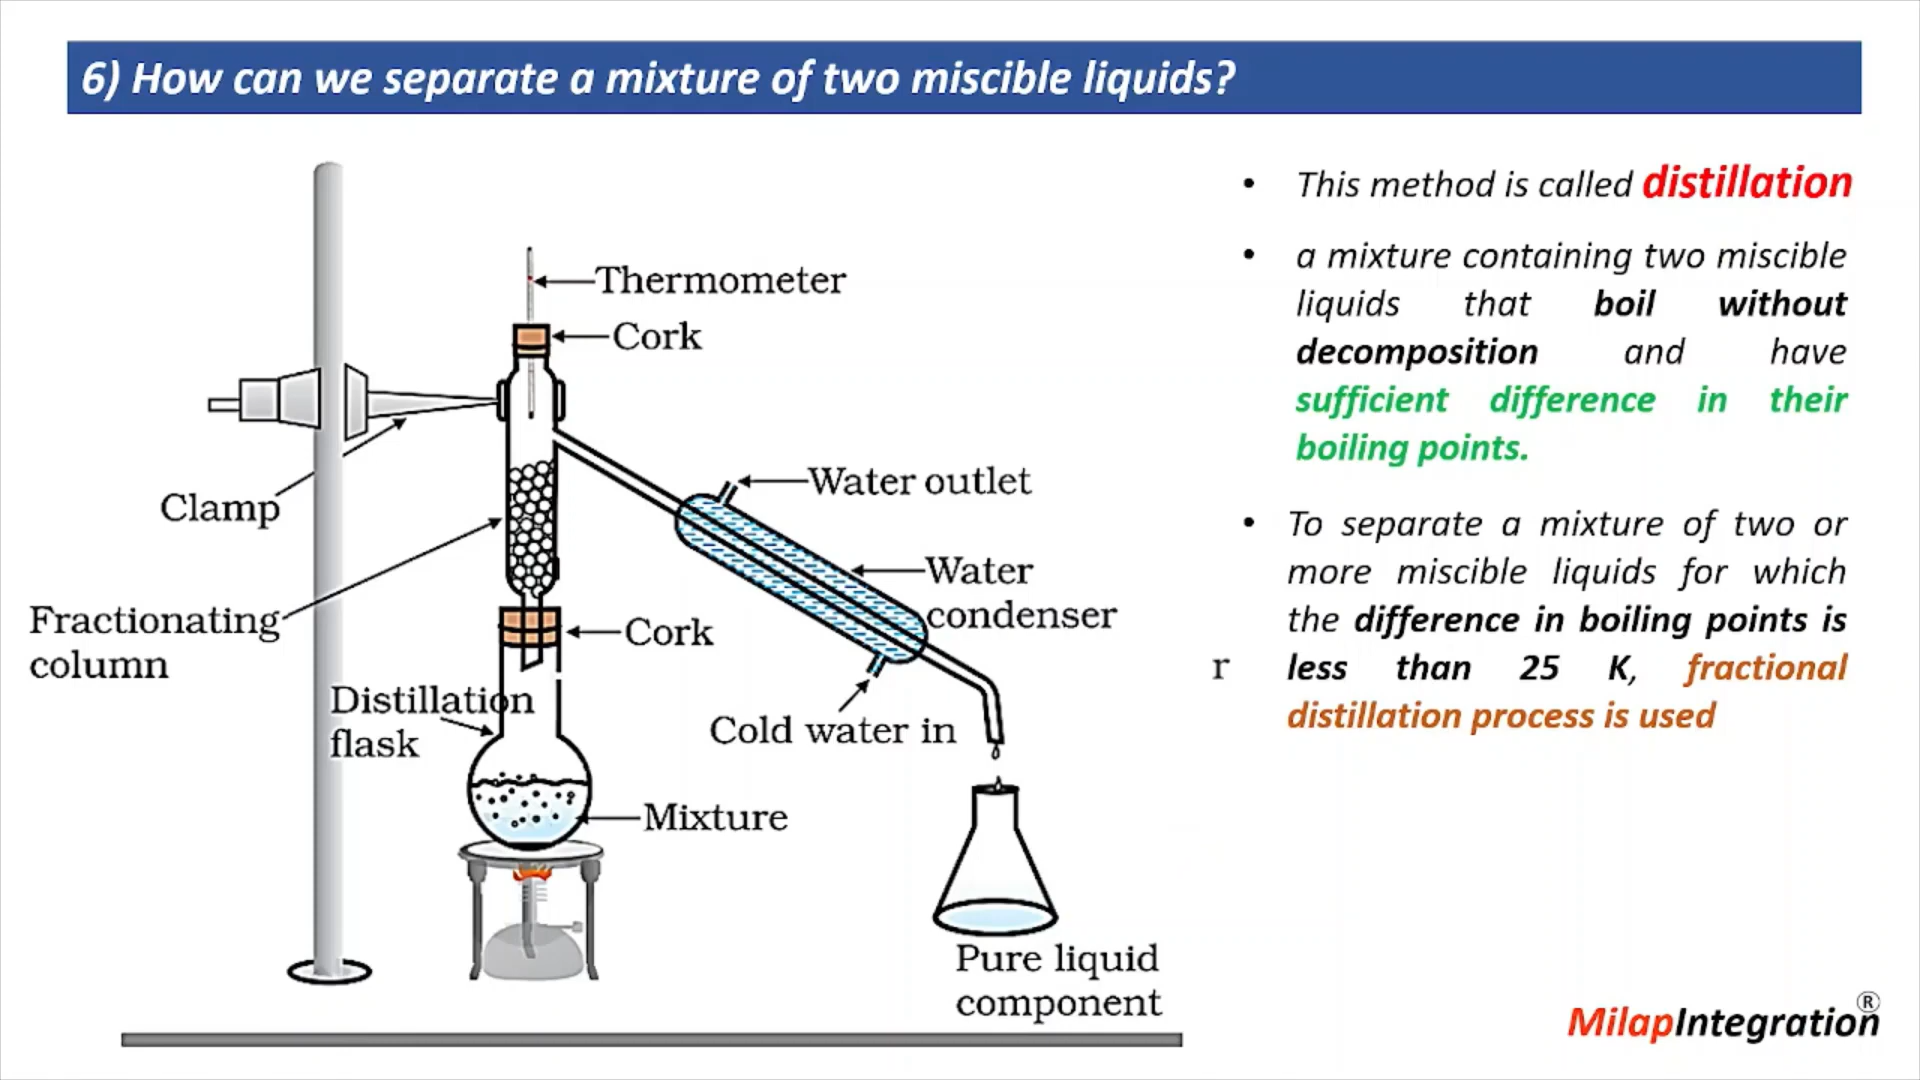 6) How can we separate a mixture of two miscible liquids?
Thermometer
Cork
Clamp
Water outlet
Water
condenser
Fractionating
column
Cork
Distillation
flask
Cold water in
Mixture
Pure liquid
component
• This method is called distillation
• a mixture containing two miscible
liquids that boil without
decomposition and have
sufficient difference in their
boiling points.
• To separate a mixture of two or
more miscible liquids for which
the difference in boiling points is
r less than 25 K, fractional
distillation process is used
MilapIntegration®